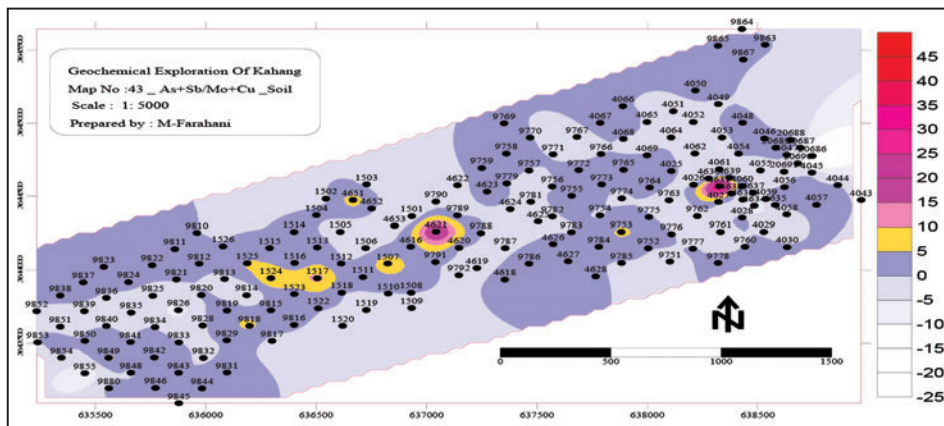 Geochemical Exploration Of Kahang
Map No :43 _ As+Sb/Mo+Cu _Soil
Scale : 1: 5000
Prepared by : M-Farahani
9864
9865 9863
9867
4050
4066 4051 4049
9769 4067 4065 4052 4048
9770 9767 4068 4064 4053 4046 20688
9758 9771 9766 4069 4062 4054 20687
20686
9759 9757 9772 9765 4025 4061 4055 4045
1503 4622 4623 9779 9756 9773 9764 4026 4060 4056 4044
1502 4651 9790 9781 9755 9774 9763 4059 4043
1504 4652 1501 9789 4624 9782 9754 9775 9762 4028 4058 4057
9810 1514 1505 4653 4621 9788 4625 9783 9753 9776 9761 4029
9811 1526 1515 1513 1506 4616 4620 9787 4626 9784 9752 9777 9760 4030
9823 9822 9812 1525 1516 1512 1507 9791 9786 4627 9785 9751 9778
9837 9824 9821 9813 1524 1517 1511 9792 4619 4618 4628
9838 9836 9825 9820 9814 1523 1518 1510 1508
9852 9839 9835 9826 9819 9815 1522 1519 1509
9851 9840 9834 9828 9818 9816 1520
9853 9850 9841 9833 9829 9817
9854 9849 9842 9832
9855 9848 9843 9831
9880 9846 9844
9845
N
0 500 1000 1500
635500 636000 636500 637000 637500 638000 638500
3643500
3644000
3644500
45
40
35
30
25
20
15
10
5
0
-5
-10
-15
-20
-25